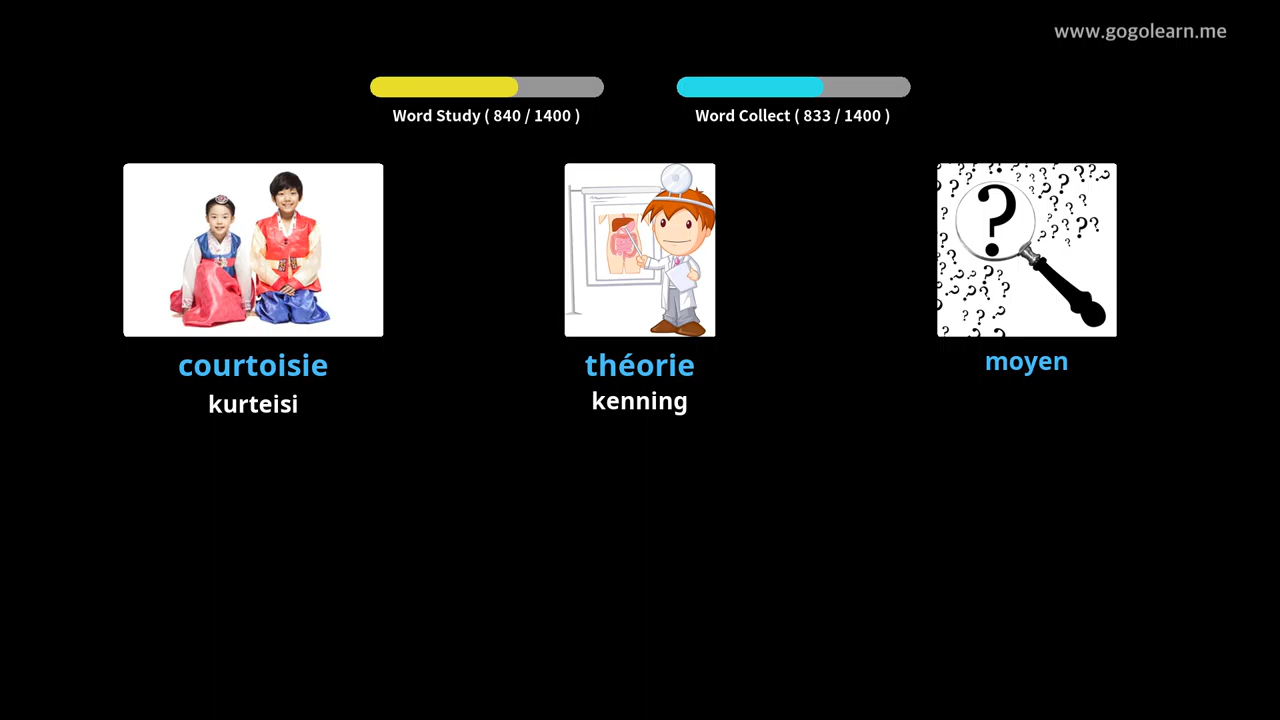 www.gogolearn.me
Word Study ( 840 / 1400 )
Word Collect ( 833 / 1400 )
courtoisie
théorie
moyen
kurteisi
kenning